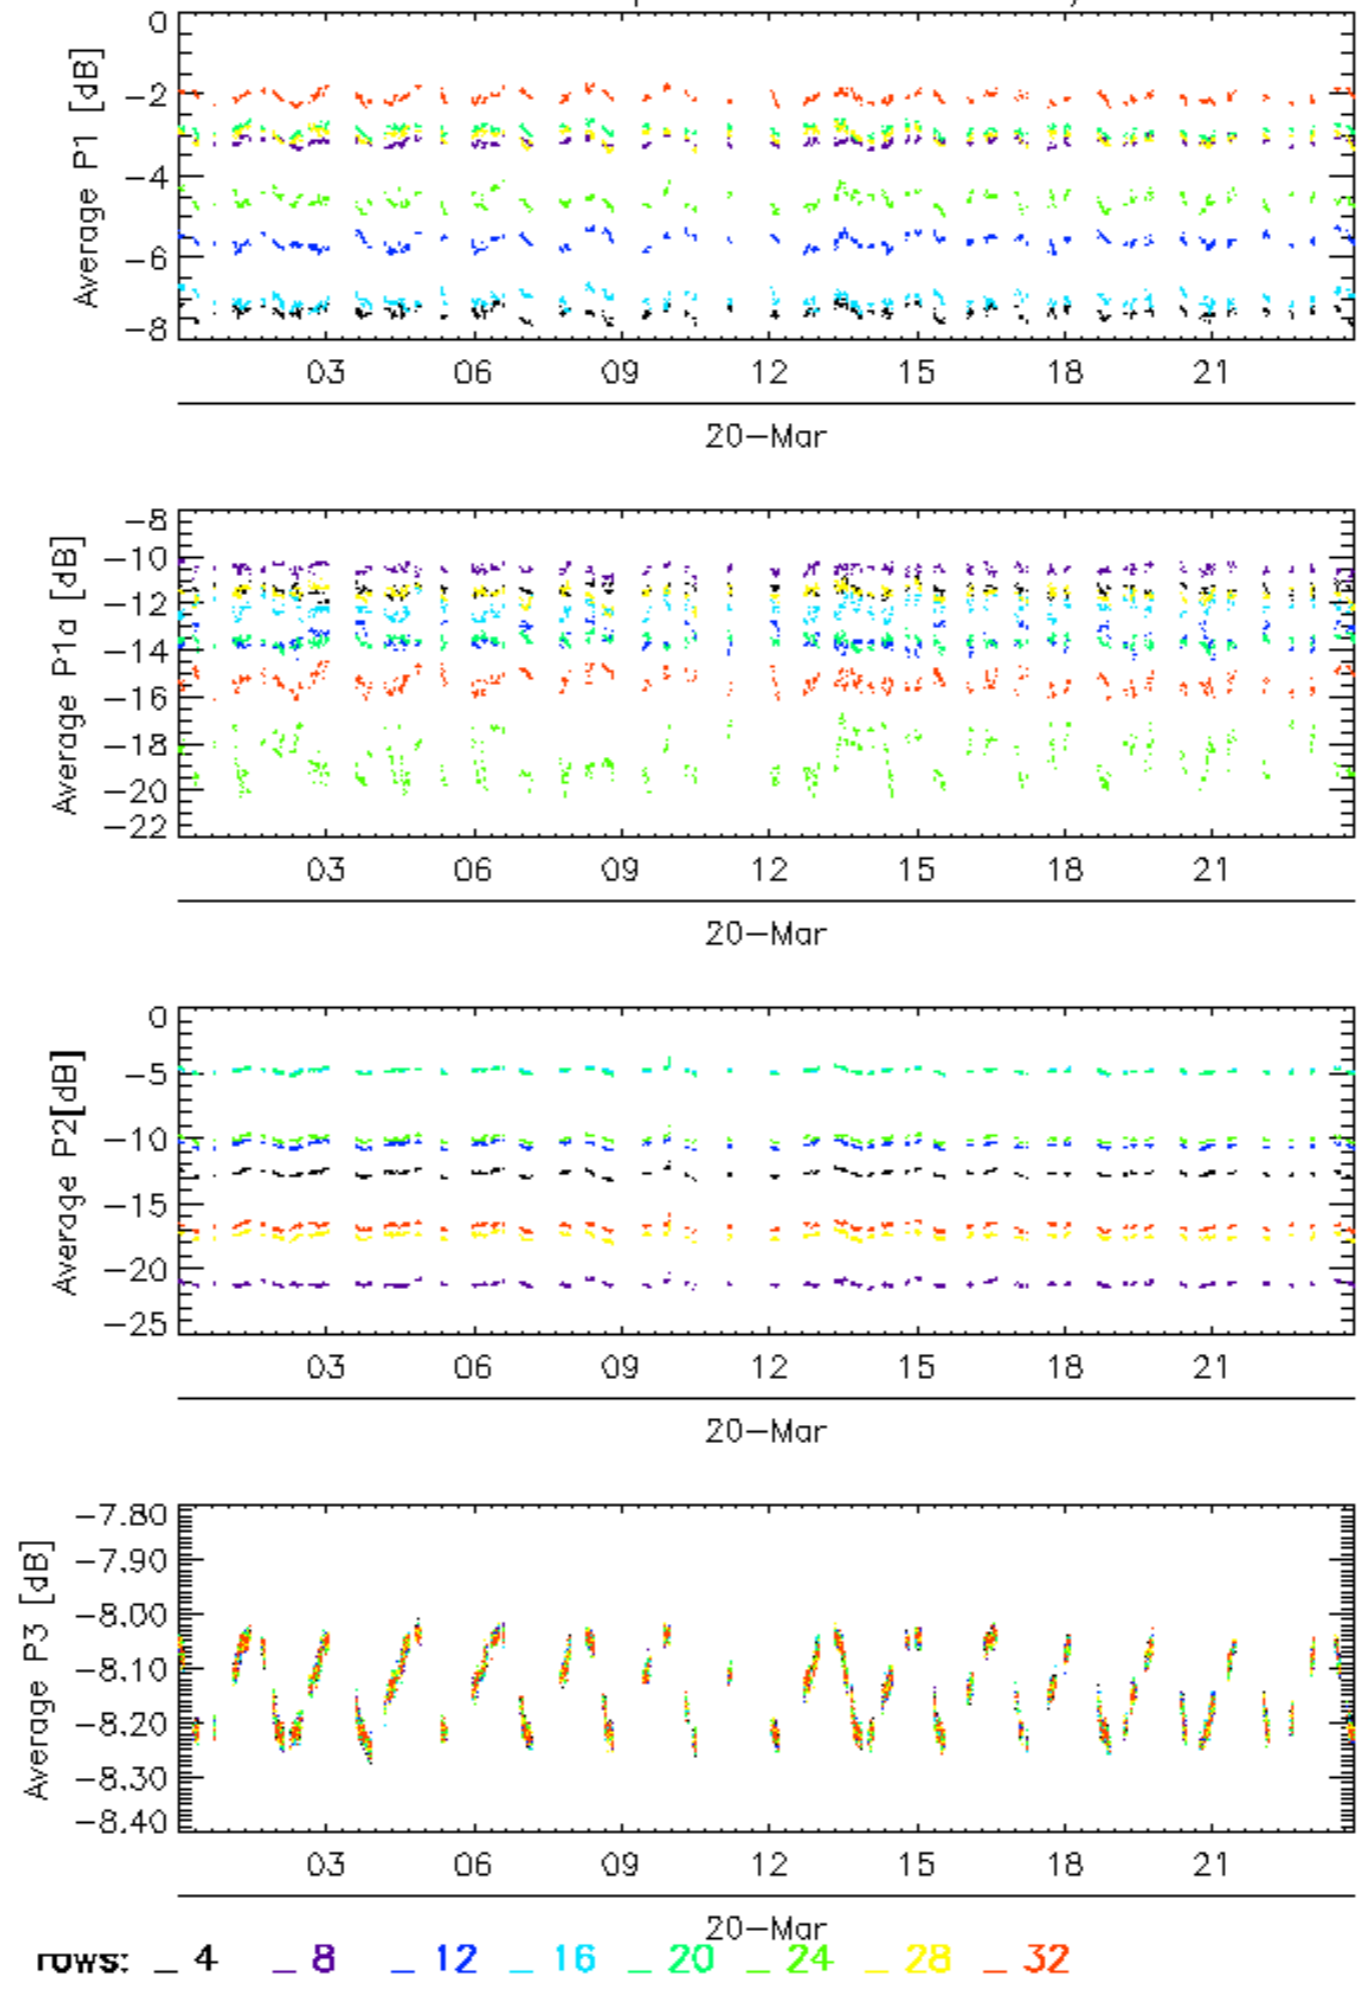 0
Average P1 [dB]
−2
−4
−6
−8
03 06 09 12 15 18 21
20−Mar
−8
−10
Average P1a [dB]
−12
−14
−16
−18
−20
−22
03 06 09 12 15 18 21
20−Mar
0
Average P2[dB]
−5
−10
−15
−20
−25
03 06 09 12 15 18 21
20−Mar
−7.80
Average P3 [dB]
−7.90
−8.00
−8.10
−8.20
−8.30
−8.40
03 06 09 12 15 18 21
20−Mar
rows: _ 4 _ 8 _ 12 _ 16 _ 20 _ 24 _ 28 _ 32